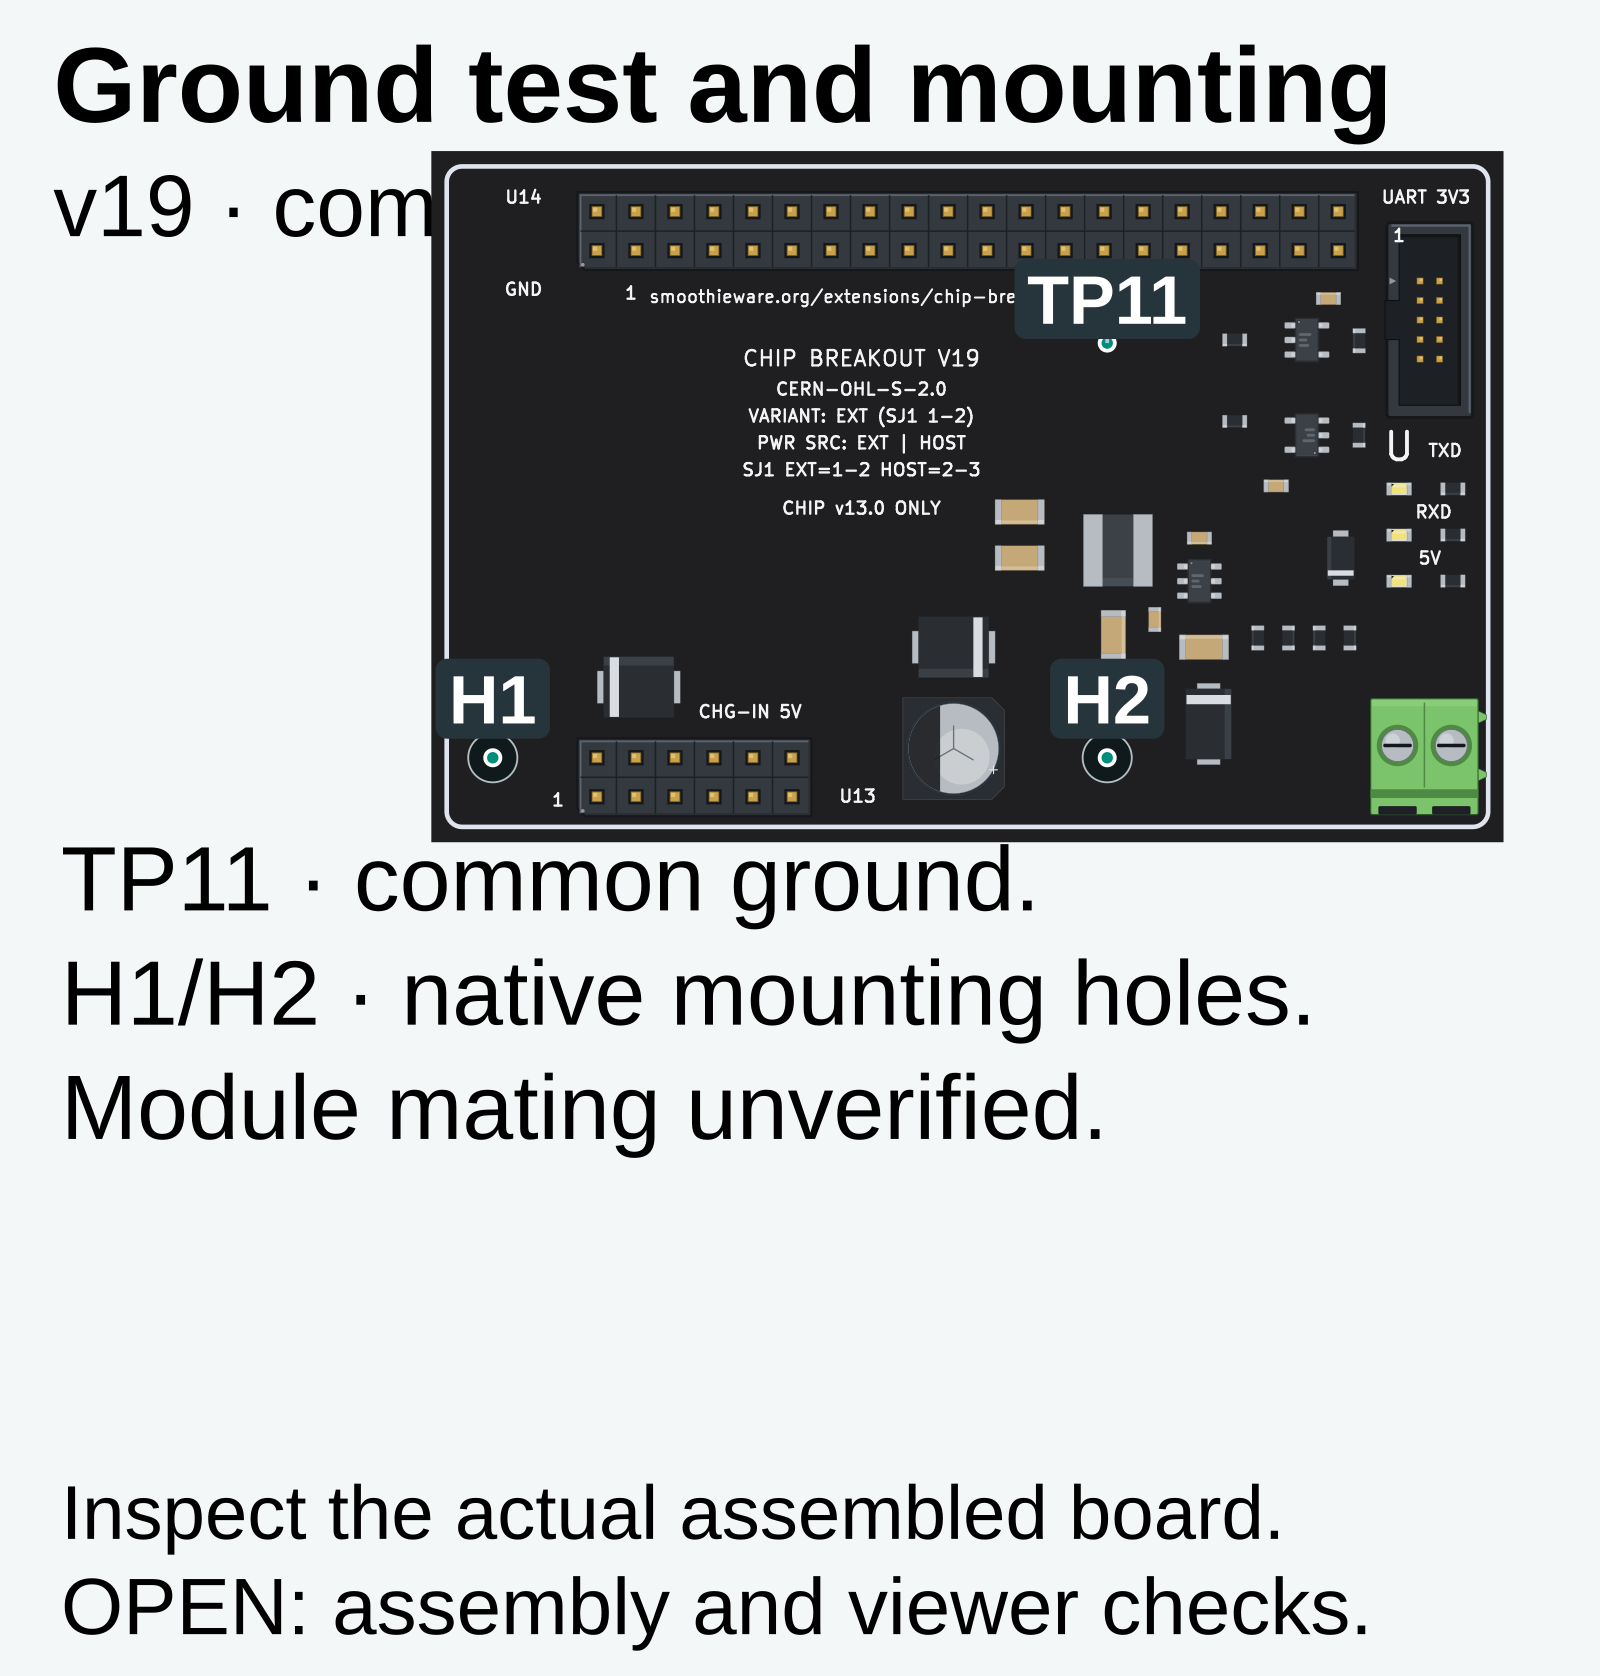 Ground test and mounting
v19 · com
U14
UART 3V3
1
GND
1 smoothieware.org/extensions/chip-bre
TP11
CHIP BREAKOUT V19
CERN-OHL-S-2.0
VARIANT: EXT (SJ1 1-2)
PWR SRC: EXT | HOST
SJ1 EXT=1-2 HOST=2-3
CHIP v13.0 ONLY
U TXD
RXD
5V
H1
H2
CHG-IN 5V
1
U13
TP11 · common ground.
H1/H2 · native mounting holes.
Module mating unverified.
Inspect the actual assembled board.
OPEN: assembly and viewer checks.